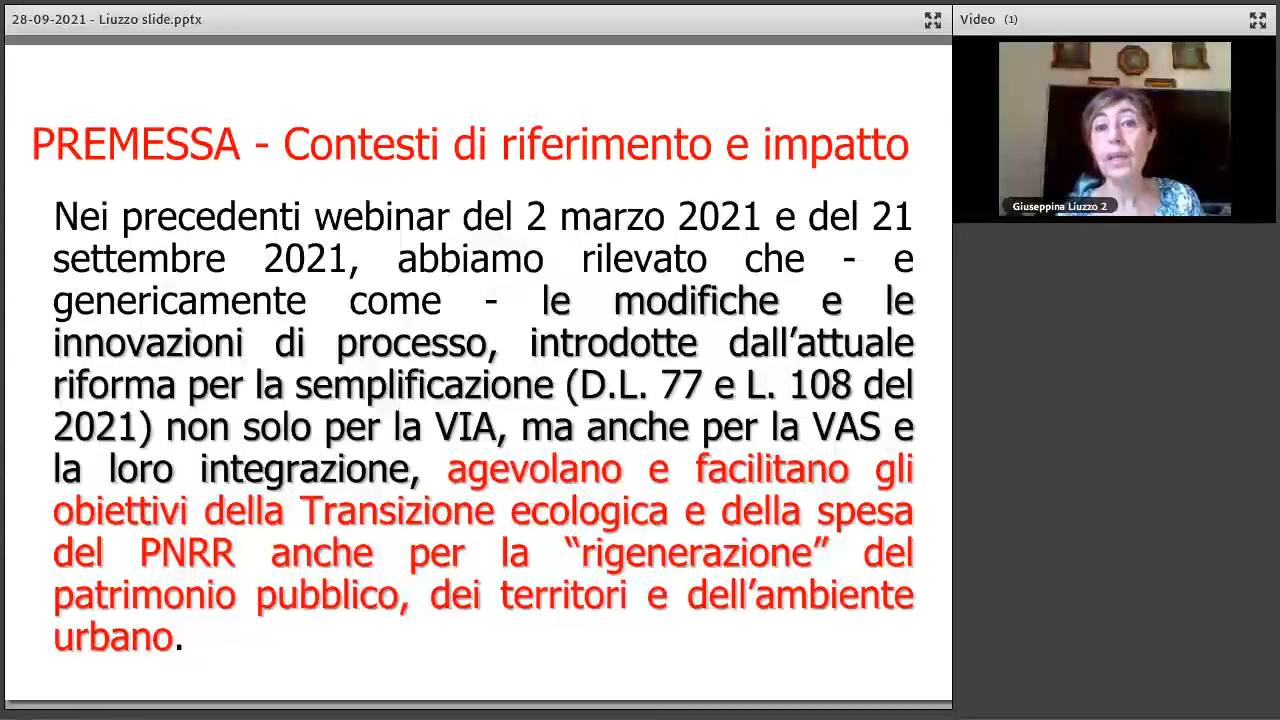 28-09-2021 - Liuzzo slide.pptx
Video (1)
PREMESSA - Contesti di riferimento e impatto
Nei precedenti webinar del 2 marzo 2021 e del 21
settembre 2021, abbiamo rilevato che - e
genericamente come - le modifiche e le
innovazioni di processo, introdotte dall’attuale
riforma per la semplificazione (D.L. 77 e L. 108 del
2021) non solo per la VIA, ma anche per la VAS e
la loro integrazione, agevolano e facilitano gli
obiettivi della Transizione ecologica e della spesa
del PNRR anche per la “rigenerazione” del
patrimonio pubblico, dei territori e dell’ambiente
urbano.
Giuseppina Liuzzo 2